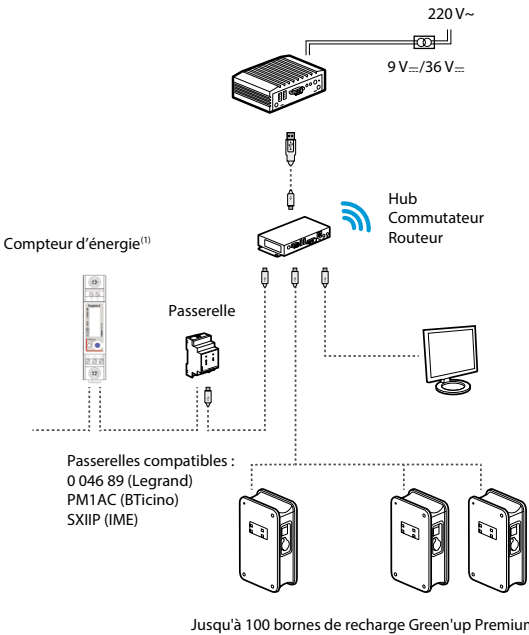 220 V~
9 V⎓/36 V⎓
Hub
Commutateur
Routeur
Compteur d’énergie(1)
legrand
Passerelle
Passerelles compatibles :
0 046 89 (Legrand)
PM1AC (BTicino)
SXIIP (IME)
Jusqu'à 100 bornes de recharge Green'up Premium